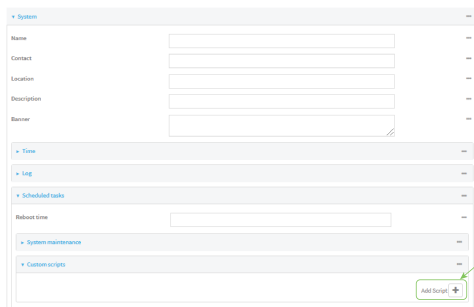 System
Name
Contact
Location
Description
Banner
Time
Log
Scheduled tasks
Reboot time
System maintenance
Custom scripts
Add Script